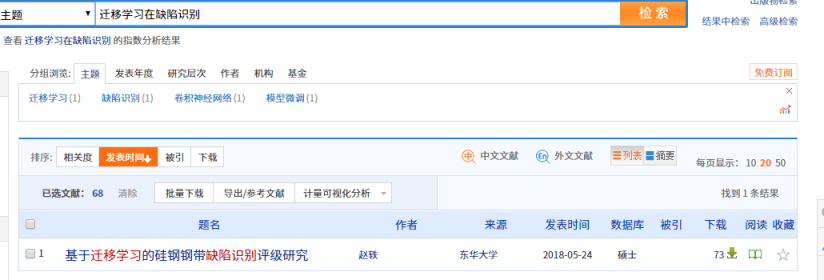 出版物检索
主题 ▼ 迁移学习在缺陷识别 检索
结果中检索 高级检索
查看 迁移学习在缺陷识别 的指数分析结果
分组浏览: 主题 发表年度 研究层次 作者 机构 基金 免费订阅
迁移学习(1) 缺陷识别(1) 卷积神经网络(1) 模型微调(1) ×
排序: 相关度 发表时间 被引 下载 中 中文文献 En 外文文献 列表 摘要 每页显示: 10 20 50
已选文献: 68 清除 批量下载 导出/参考文献 计量可视化分析 找到 1 条结果
题名 作者 来源 发表时间 数据库 被引 下载 阅读 收藏
1 基于迁移学习的硅钢钢带缺陷识别评级研究 赵轶 东华大学 2018-05-24 硕士 73